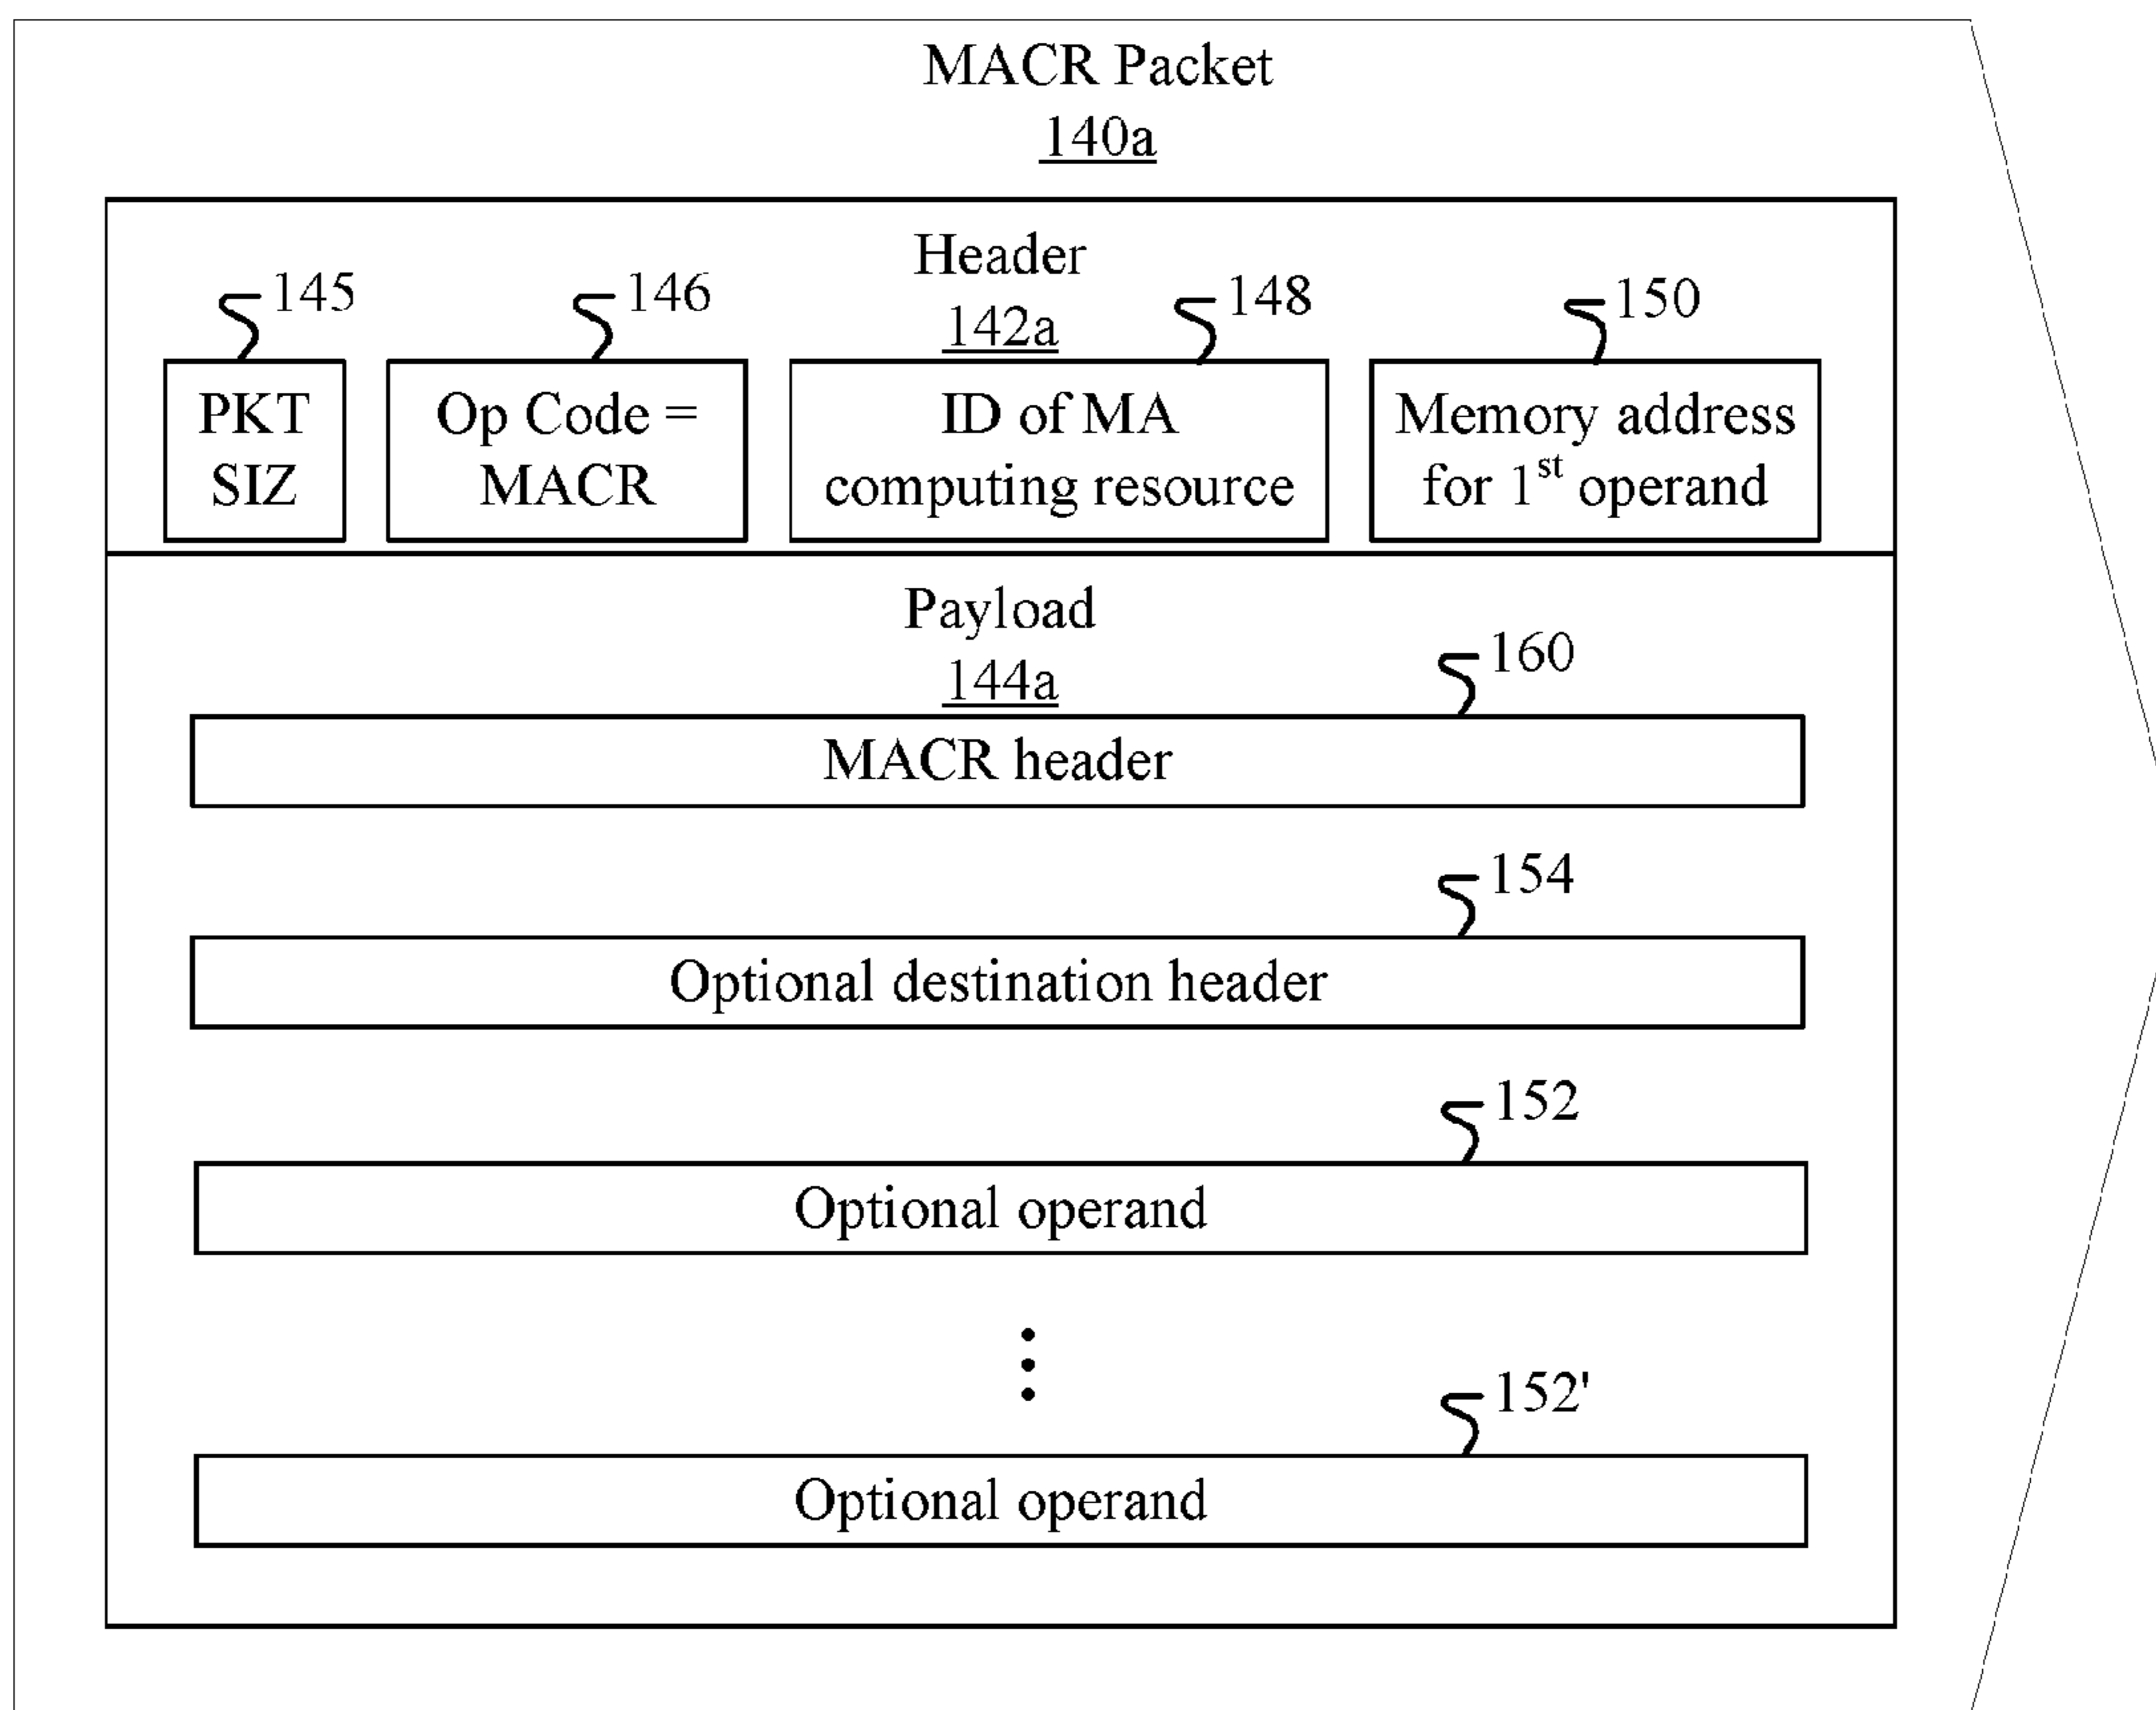 MACR Packet
140a
Header
142a
145
146
148
150
PKT
SIZ
Op Code =
MACR
ID of MA
computing resource
Memory address
for 1st operand
Payload
144a
160
MACR header
154
Optional destination header
152
Optional operand
152'
Optional operand